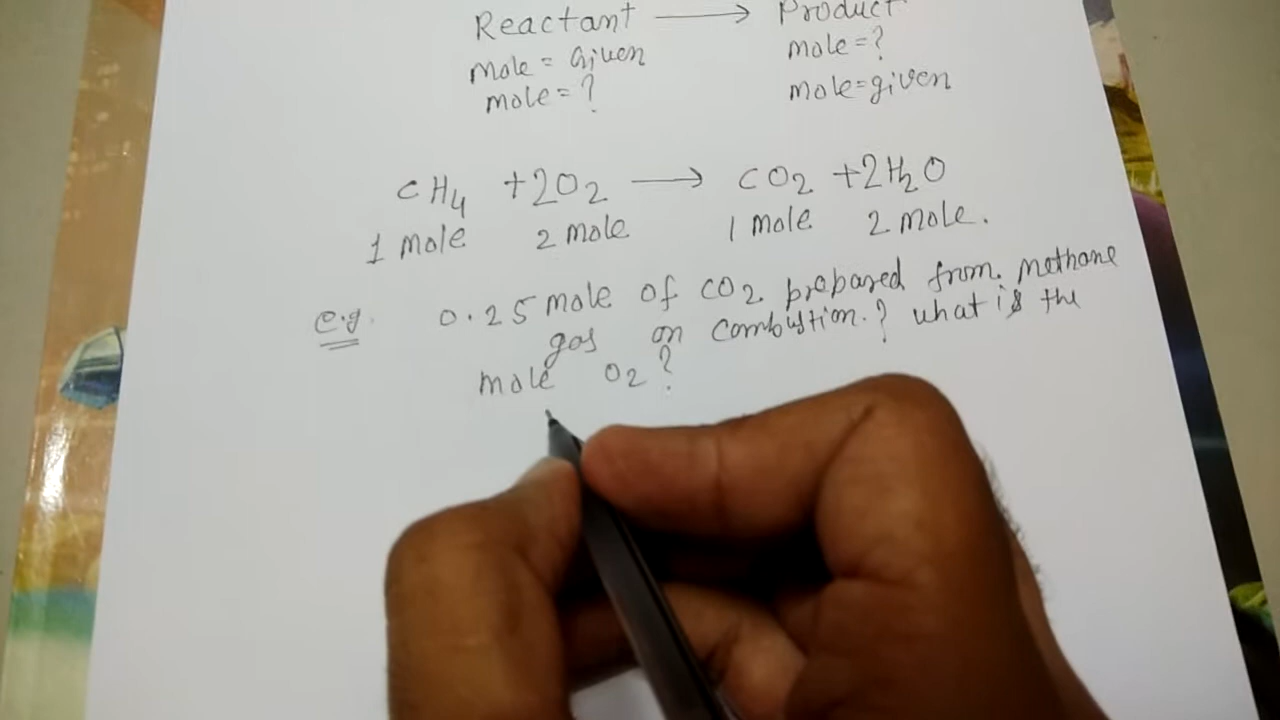 Reactant ⟶ Product
mole = Given mole = ?
mole = ? mole = given
CH4 + 2O2 ⟶ CO2 + 2H2O
1 mole 2 mole 1 mole 2 mole.
e.g. 0.25 mole of CO2 prepared from methane
gas on combustion.? what is the
mole O2 ?